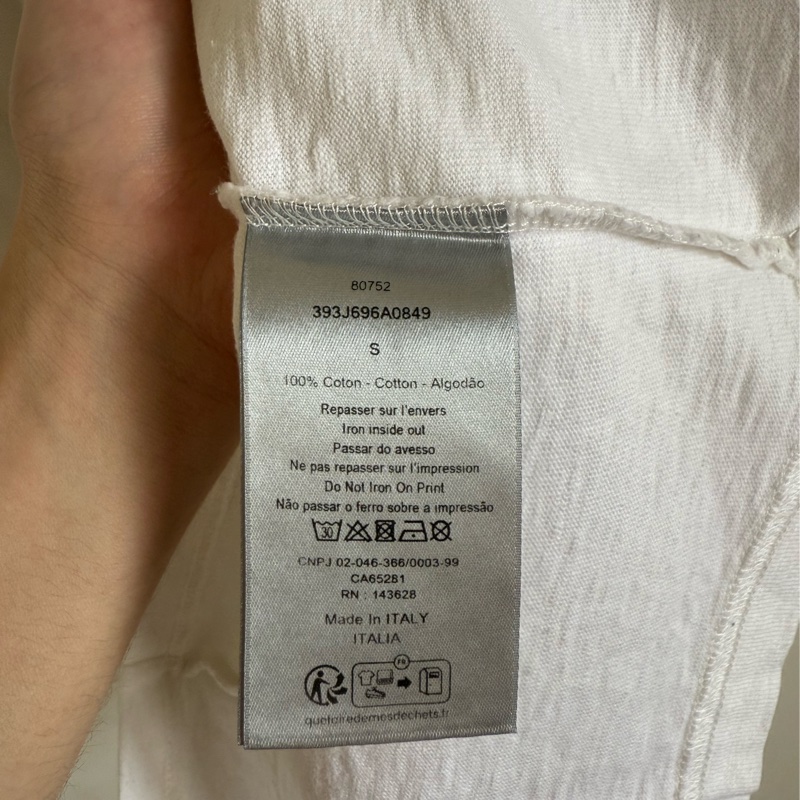 80752
393J696A0849
S
100% Coton - Cotton - Algodão
Repasser sur l'envers
Iron inside out
Passar do avesso
Ne pas repasser sur l'impression
Do Not Iron On Print
Não passar o ferro sobre a impressão
30
CNPJ 02-046-366/0003-99
CA65281
RN : 143628
Made In ITALY
ITALIA
FR
quefairedemesdechets.fr